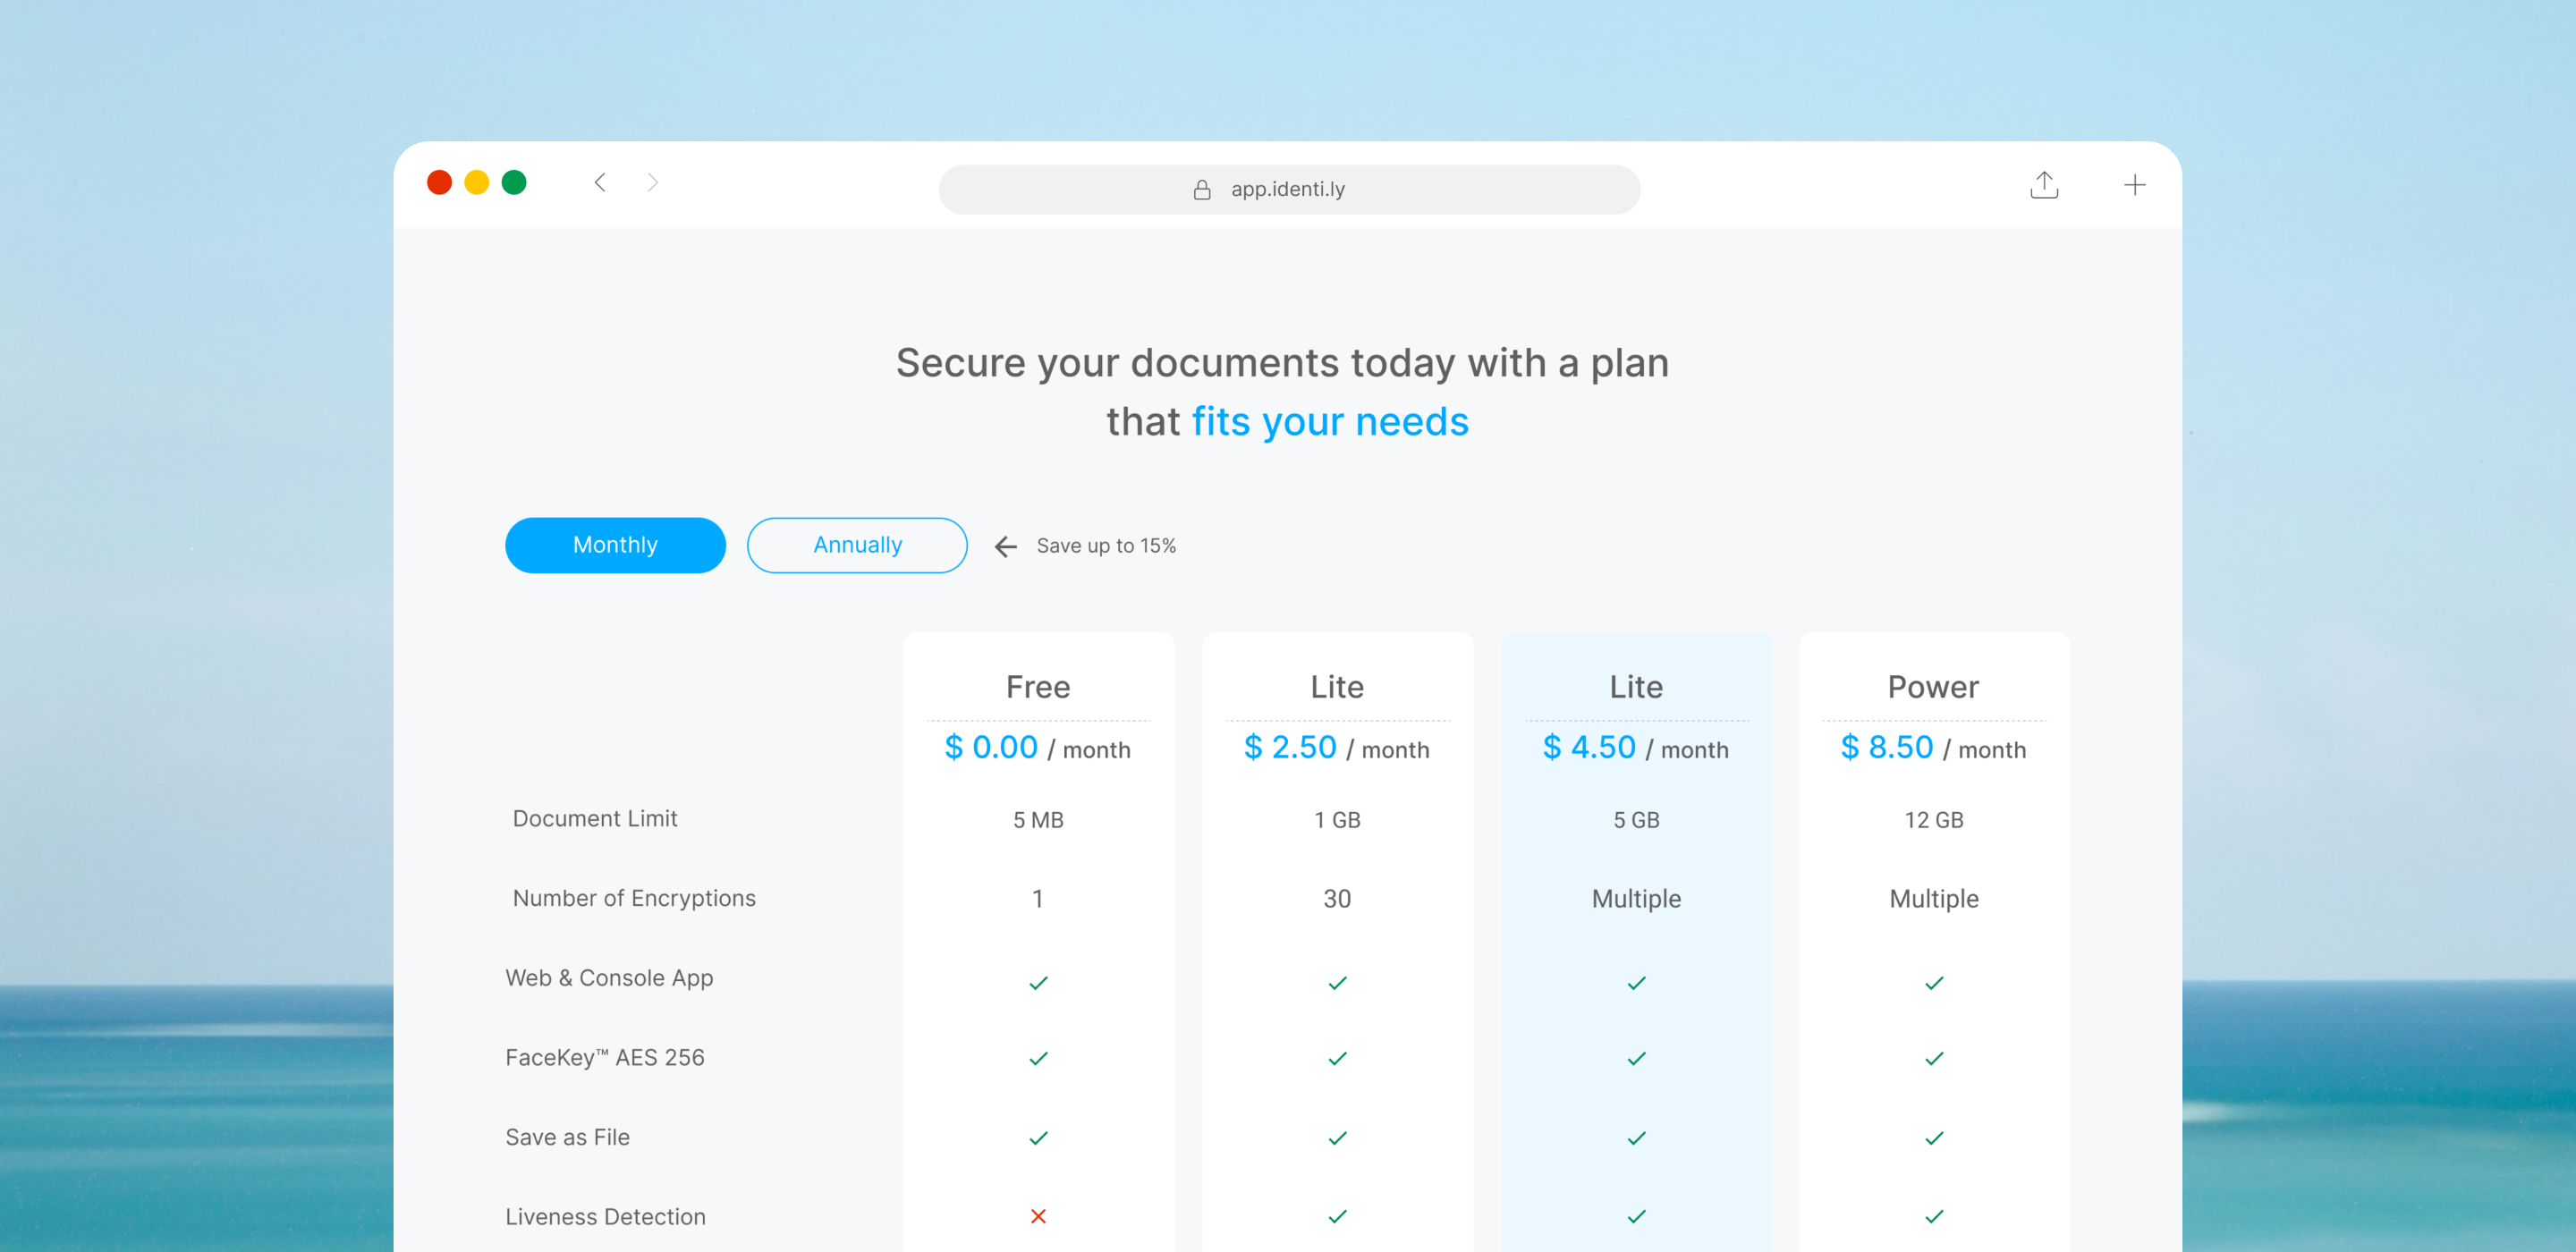 app.identi.ly
Secure your documents today with a plan
that fits your needs
Monthly
Annually
Save up to 15%
Free
Lite
Lite
Power
$ 0.00 / month
$ 2.50 / month
$ 4.50 / month
$ 8.50 / month
Document Limit
5 MB
1 GB
5 GB
12 GB
Number of Encryptions
1
30
Multiple
Multiple
Web & Console App
FaceKey™ AES 256
Save as File
Liveness Detection